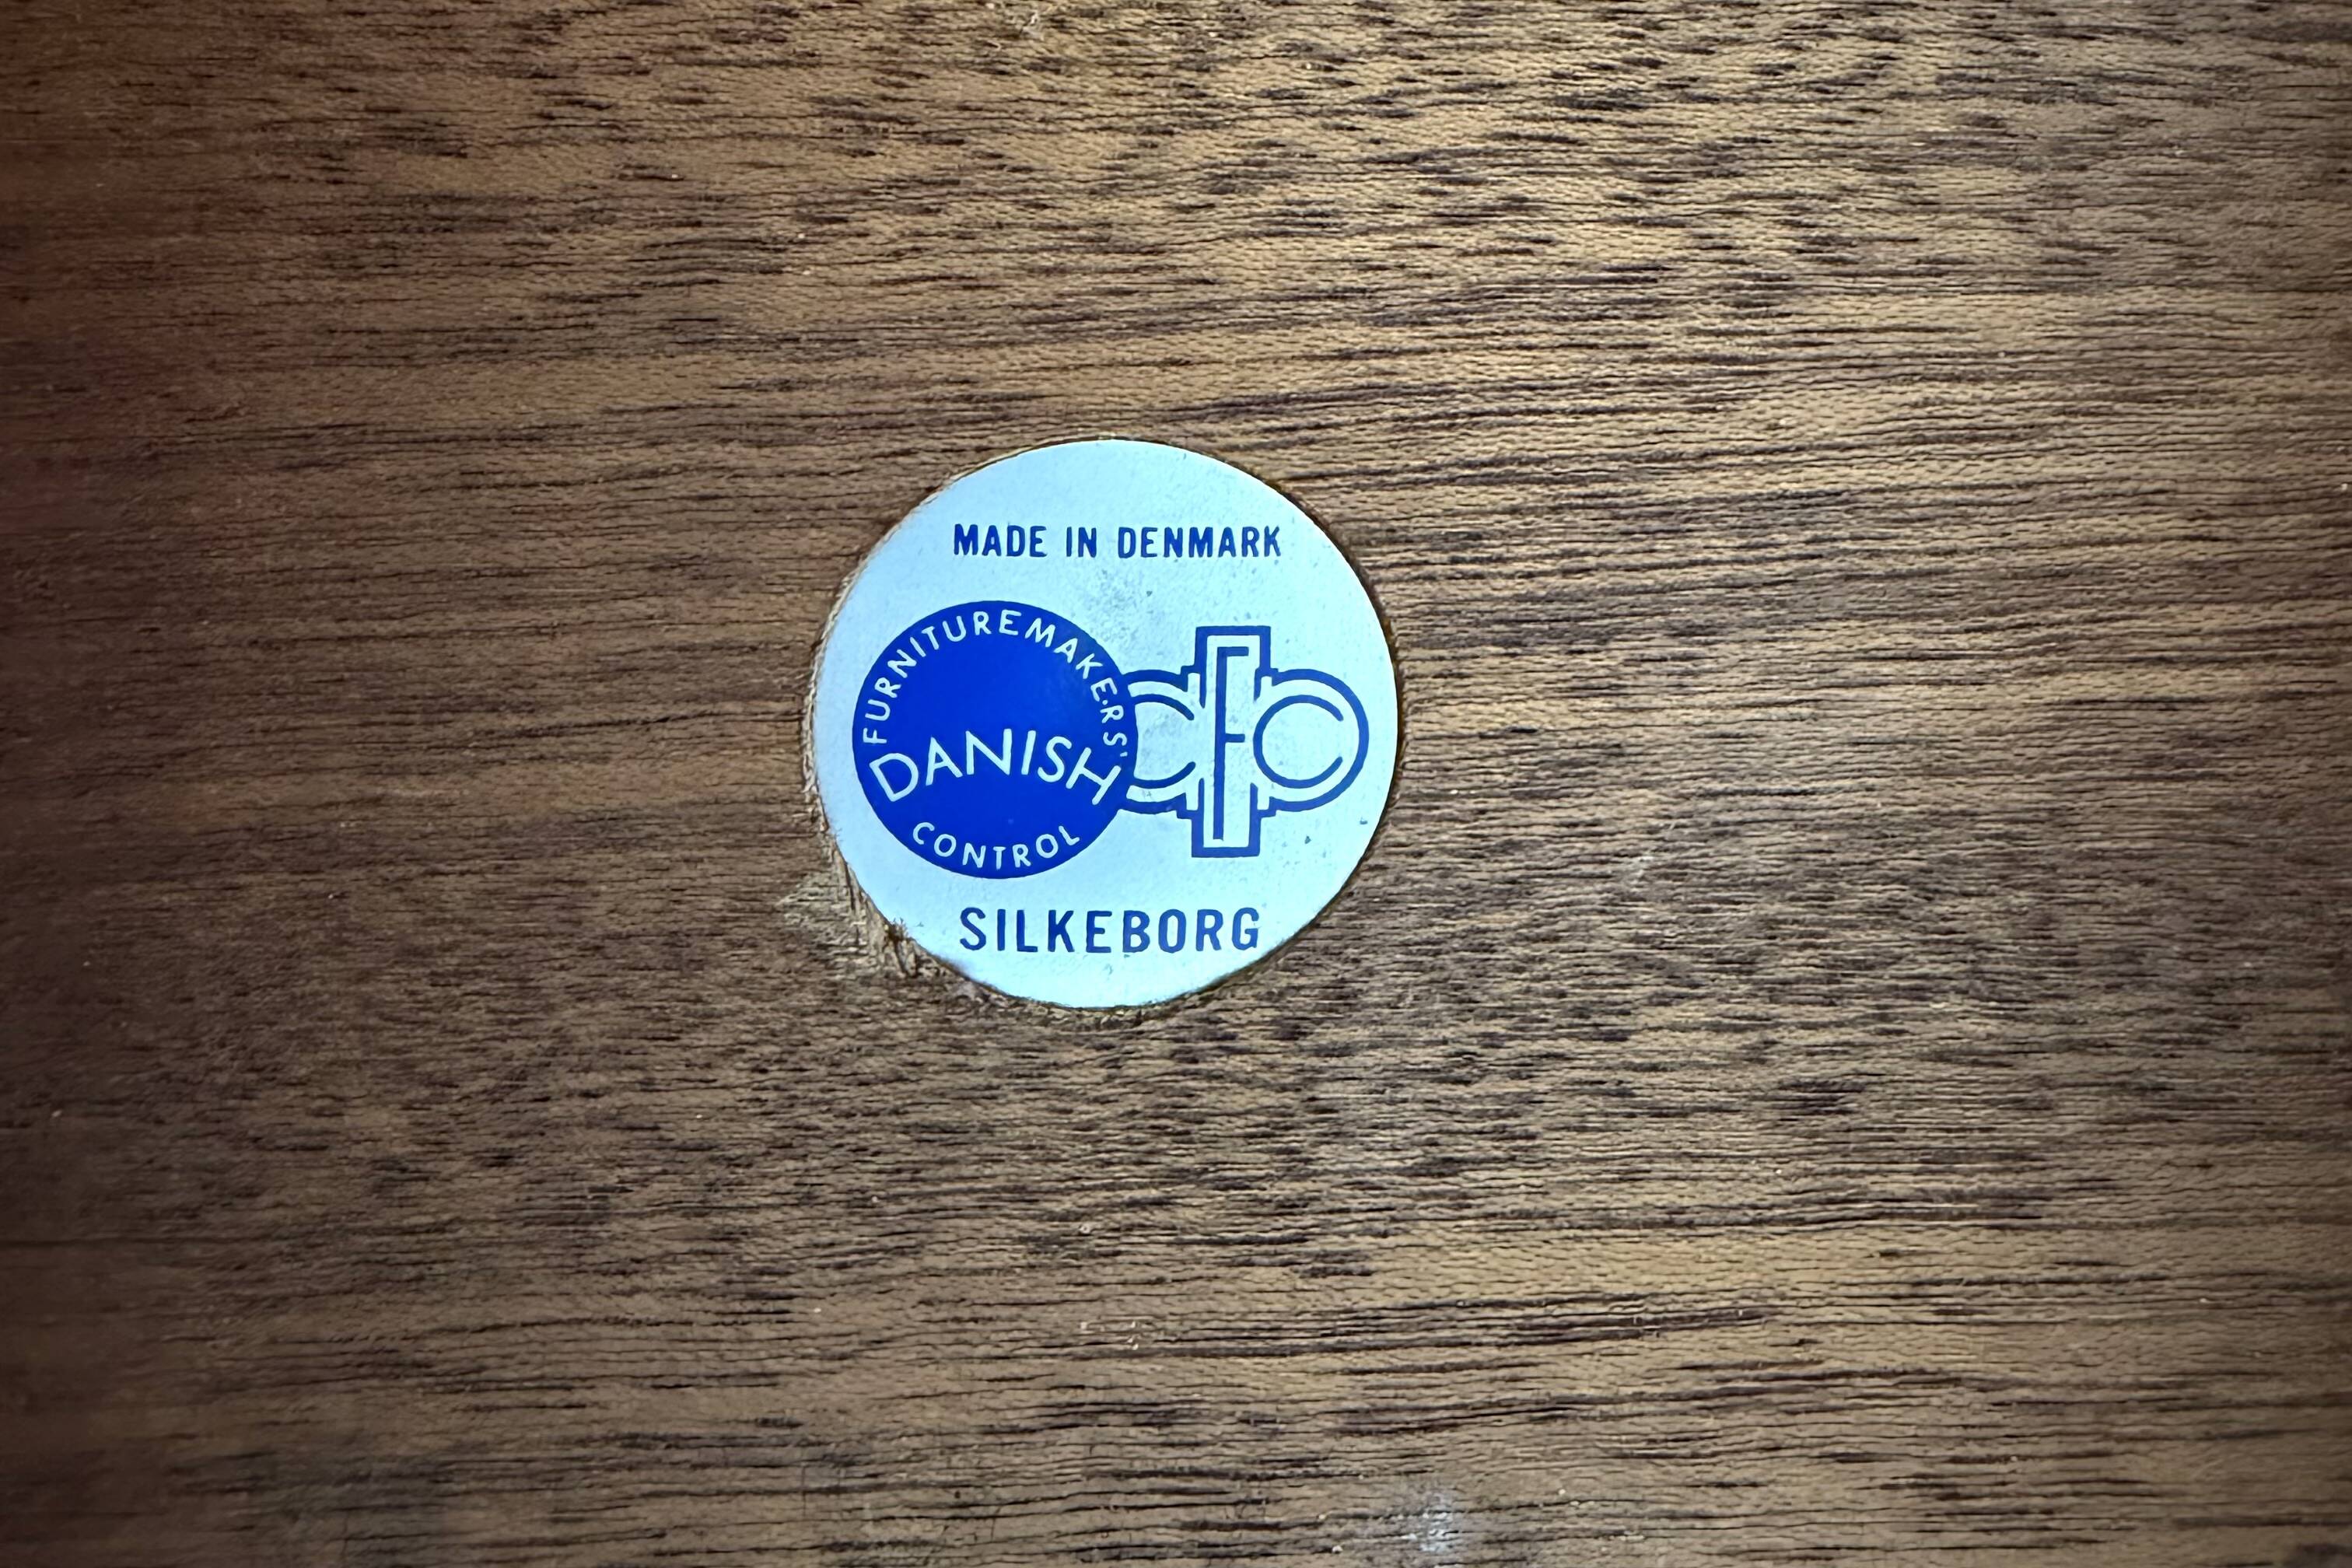 MADE IN DENMARK
FURNITUREMAKERS'
DANISH
CONTROL
CFC
SILKEBORG